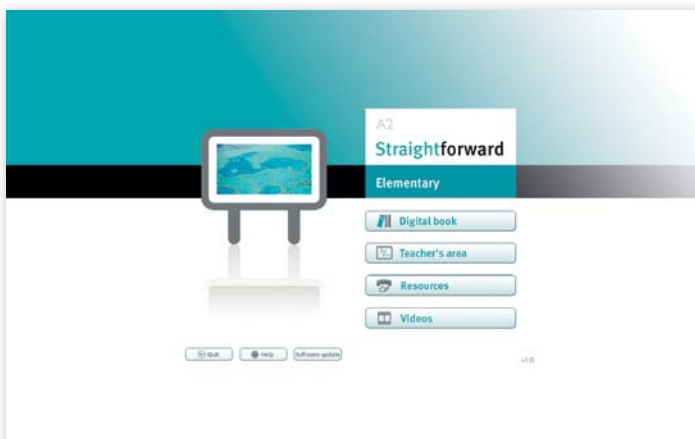 A2
Straightforward
Elementary
Digital book
Teacher's area
Resources
Videos
Quit
Help
Software update
v1.0